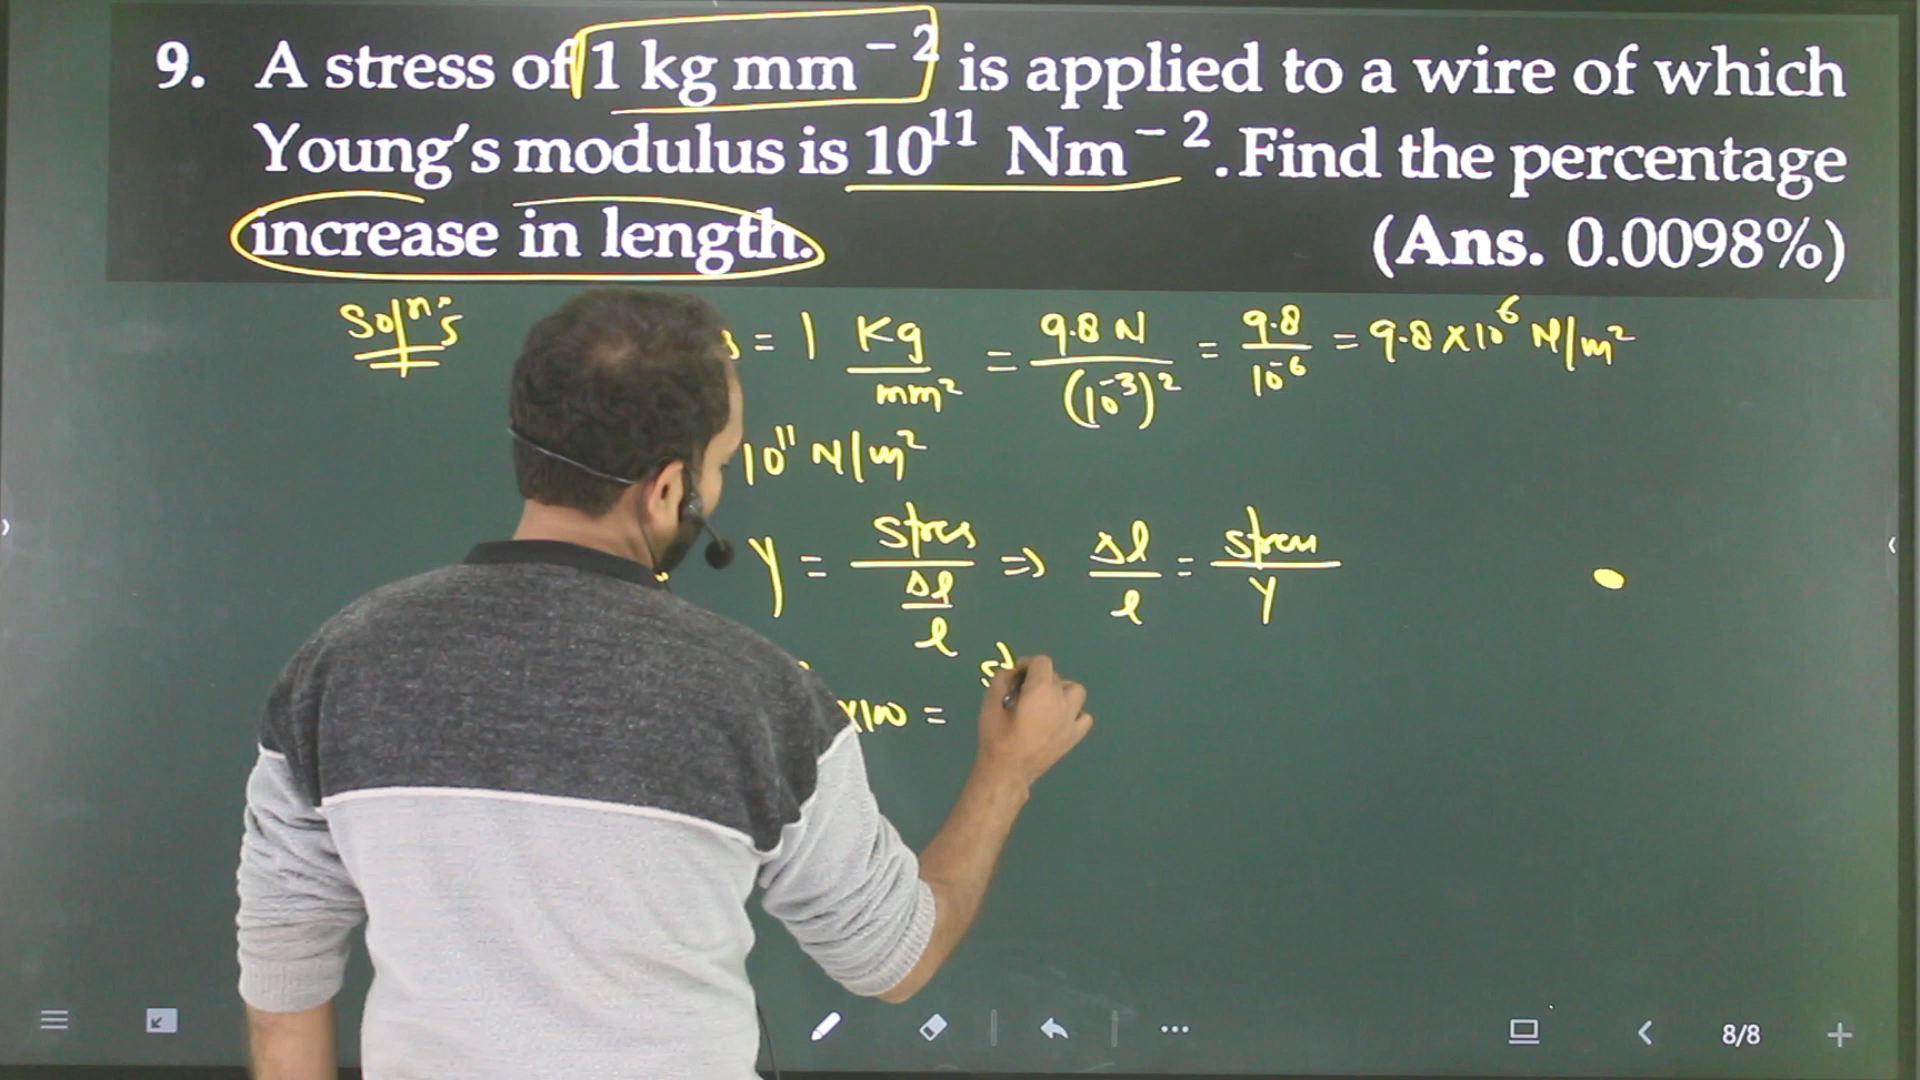 9. A stress of 1 kg mm⁻² is applied to a wire of which
Young's modulus is 10¹¹ Nm⁻². Find the percentage
increase in length. (Ans. 0.0098%)
Solⁿ:
s = 1 Kg/mm² = 9.8 N/(10⁻³)² = 9.8/10⁻⁶ = 9.8 × 10⁶ N/m²
10¹¹ N/m²
Y = stress/(Δl/l) ⇒ Δl/l = stress/Y
×100 =
8/8